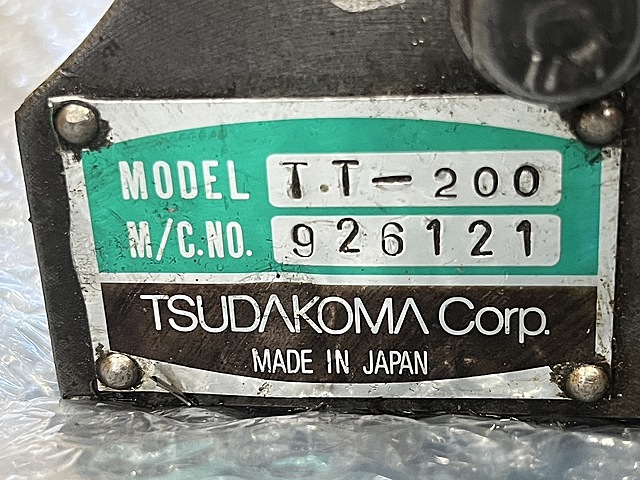 MODEL TT-200
M/C.NO. 926121
TSUDAKOMA Corp.
MADE IN JAPAN